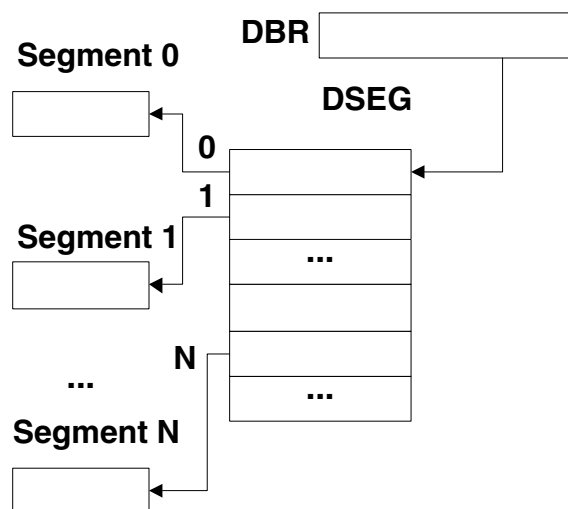 DBR
Segment 0
DSEG
0
1
Segment 1
...
N
...
Segment N
...